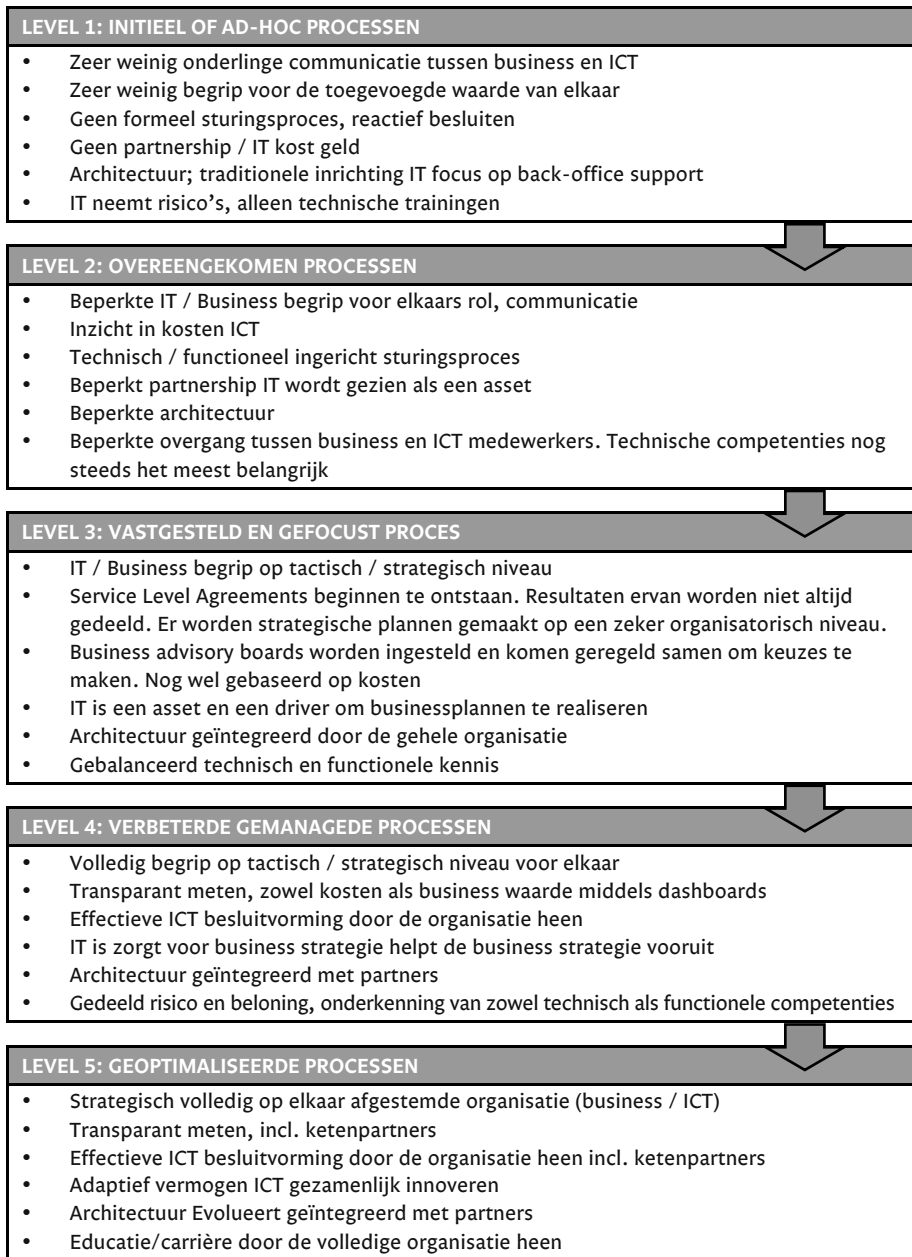 LEVEL 1: INITIEEL OF AD-HOC PROCESSEN
• Zeer weinig onderlinge communicatie tussen business en ICT
• Zeer weinig begrip voor de toegevoegde waarde van elkaar
• Geen formeel sturingsproces, reactief besluiten
• Geen partnership / IT kost geld
• Architectuur; traditionele inrichting IT focus op back-office support
• IT neemt risico’s, alleen technische trainingen
LEVEL 2: OVEREENGEKOMEN PROCESSEN
• Beperkte IT / Business begrip voor elkaars rol, communicatie
• Inzicht in kosten ICT
• Technisch / functioneel ingericht sturingsproces
• Beperkt partnership IT wordt gezien als een asset
• Beperkte architectuur
• Beperkte overgang tussen business en ICT medewerkers. Technische competenties nog
steeds het meest belangrijk
LEVEL 3: VASTGESTELD EN GEFOCUST PROCES
• IT / Business begrip op tactisch / strategisch niveau
• Service Level Agreements beginnen te ontstaan. Resultaten ervan worden niet altijd
gedeeld. Er worden strategische plannen gemaakt op een zeker organisatorisch niveau.
• Business advisory boards worden ingesteld en komen geregeld samen om keuzes te
maken. Nog wel gebaseerd op kosten
• IT is een asset en een driver om businessplannen te realiseren
• Architectuur geïntegreerd door de gehele organisatie
• Gebalanceerd technisch en functionele kennis
LEVEL 4: VERBETERDE GEMANAGEDE PROCESSEN
• Volledig begrip op tactisch / strategisch niveau voor elkaar
• Transparant meten, zowel kosten als business waarde middels dashboards
• Effectieve ICT besluitvorming door de organisatie heen
• IT is zorgt voor business strategie helpt de business strategie vooruit
• Architectuur geïntegreerd met partners
• Gedeeld risico en beloning, onderkenning van zowel technisch als functionele competenties
LEVEL 5: GEOPTIMALISEERDE PROCESSEN
• Strategisch volledig op elkaar afgestemde organisatie (business / ICT)
• Transparant meten, incl. ketenpartners
• Effectieve ICT besluitvorming door de organisatie heen incl. ketenpartners
• Adaptief vermogen ICT gezamenlijk innoveren
• Architectuur Evolueert geïntegreerd met partners
• Educatie/carrière door de volledige organisatie heen